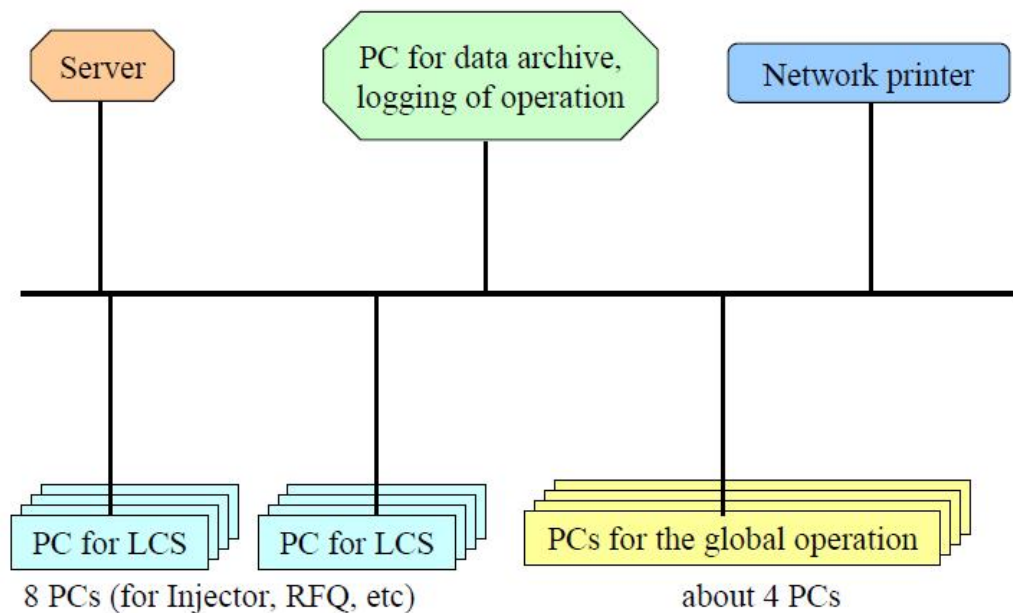 Server
PC for data archive,
logging of operation
Network printer
PC for LCS
PC for LCS
PCs for the global operation
8 PCs (for Injector, RFQ, etc)
about 4 PCs